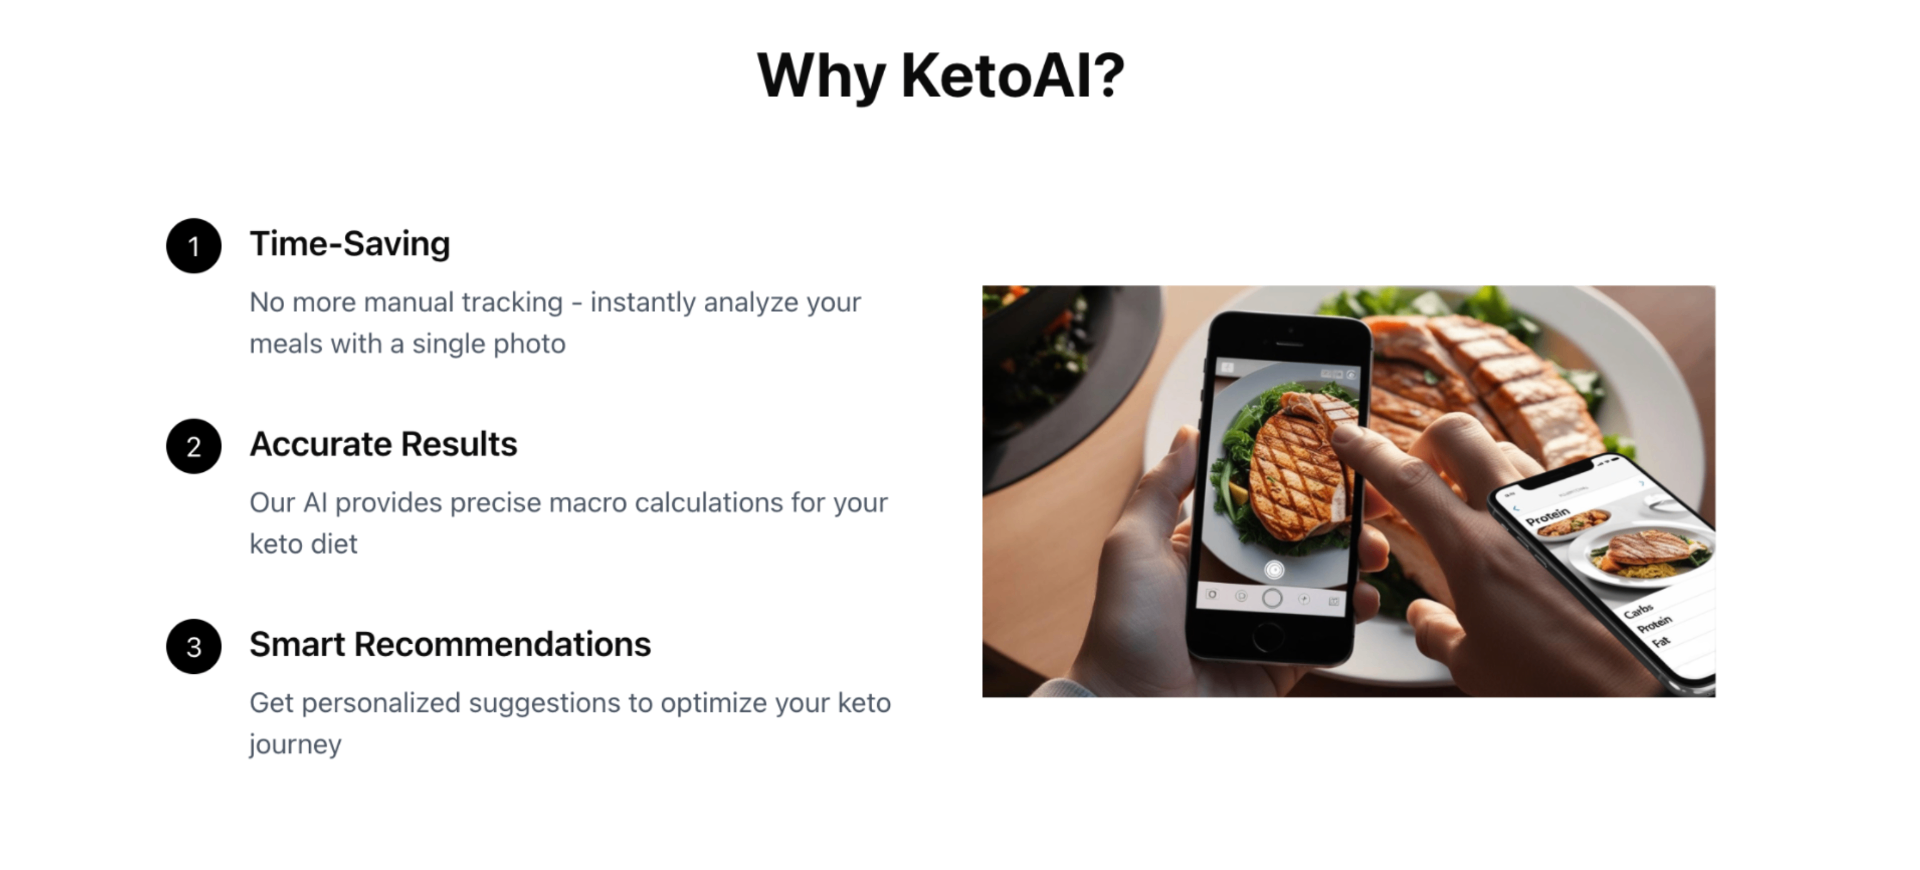 Why KetoAI?
1
Time-Saving
No more manual tracking - instantly analyze your
meals with a single photo
2
Accurate Results
Our AI provides precise macro calculations for your
keto diet
3
Smart Recommendations
Get personalized suggestions to optimize your keto
journey
Protein
Carbs
Protein
Fat